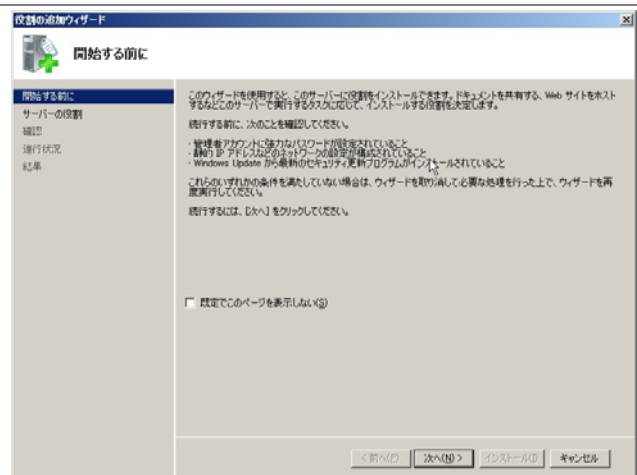 役割の追加ウィザード
開始する前に
開始する前に
サーバーの役割
確認
進行状況
結果
このウィザードを使用すると、このサーバーに役割をインストールできます。ドキュメントを共有する、Web サイトをホスト
するなどこのサーバーで実行するタスクに応じて、インストールする役割を決定します。
続行する前に、次のことを確認してください。
・管理者アカウントに強力なパスワードが設定されていること
・静的 IP アドレスなどのネットワークの設定が構成されていること
・Windows Update から最新のセキュリティ更新プログラムがインストールされていること
これらのいずれかの条件を満たしていない場合は、ウィザードを取り消して必要な処理を行った上で、ウィザードを再
度実行してください。
続行するには、[次へ] をクリックしてください。
既定でこのページを表示しない(S)
< 前へ(P)
次へ(N) >
インストール(I)
キャンセル